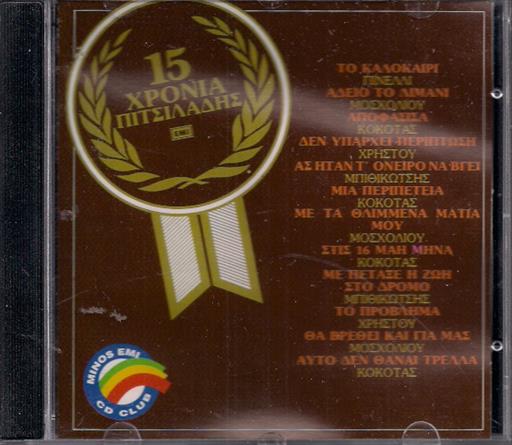 15
ΧΡΟΝΙΑ
ΠΙΤΣΙΛΑΔΗΣ
EMI
ΤΟ ΚΑΛΟΚΑΙΡΙ
ΠΙΝΕΛΛΙ
ΑΔΕΙΟ ΤΟ ΛΙΜΑΝΙ
ΜΟΣΧΟΛΙΟΥ
ΑΠΟΦΑΣΙΣΑ
ΚΟΚΟΤΑΣ
ΔΕΝ ΥΠΑΡΧΕΙ ΠΕΡΙΠΤΩΣΗ
ΧΡΗΣΤΟΥ
ΑΣ ΗΤΑΝ Τ' ΟΝΕΙΡΟ ΝΑ ΒΓΕΙ
ΜΠΙΘΙΚΩΤΣΗΣ
ΜΙΑ ΠΕΡΙΠΕΤΕΙΑ
ΚΟΚΟΤΑΣ
ΜΕ ΤΑ ΘΛΙΜΜΕΝΑ ΜΑΤΙΑ
ΜΟΥ
ΜΟΣΧΟΛΙΟΥ
ΣΤΙΣ 16 ΜΑΗ ΜΗΝΑ
ΚΟΚΟΤΑΣ
ΜΕ ΠΕΤΑΞΕ Η ΖΩΗ
ΣΤΟ ΔΡΟΜΟ
ΜΠΙΘΙΚΩΤΣΗΣ
ΤΟ ΠΡΟΒΛΗΜΑ
ΧΡΗΣΤΟΥ
ΘΑ ΒΡΕΘΕΙ ΚΑΙ ΓΙΑ ΜΑΣ
ΜΟΣΧΟΛΙΟΥ
ΑΥΤΟ ΔΕΝ ΘΑΝΑΙ ΤΡΕΛΛΑ
ΚΟΚΟΤΑΣ
MINOS EMI
CD CLUB